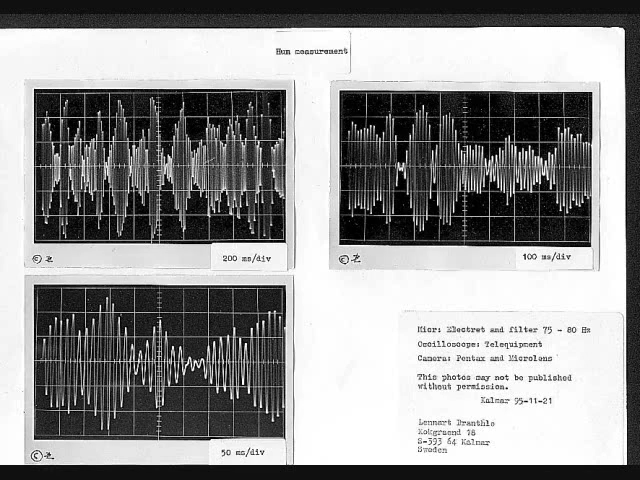 Hum measurement
200 ms/div
100 ms/div
50 ms/div
Micr: Electret and filter 75 - 80 Hz
Oscilloscope: Telequipment
Camera: Pentax and Microlens
This photos may not be published
without permission.
Kalmar 95-11-21
Lennart
18
S-393 64 Kalmar
Sweden